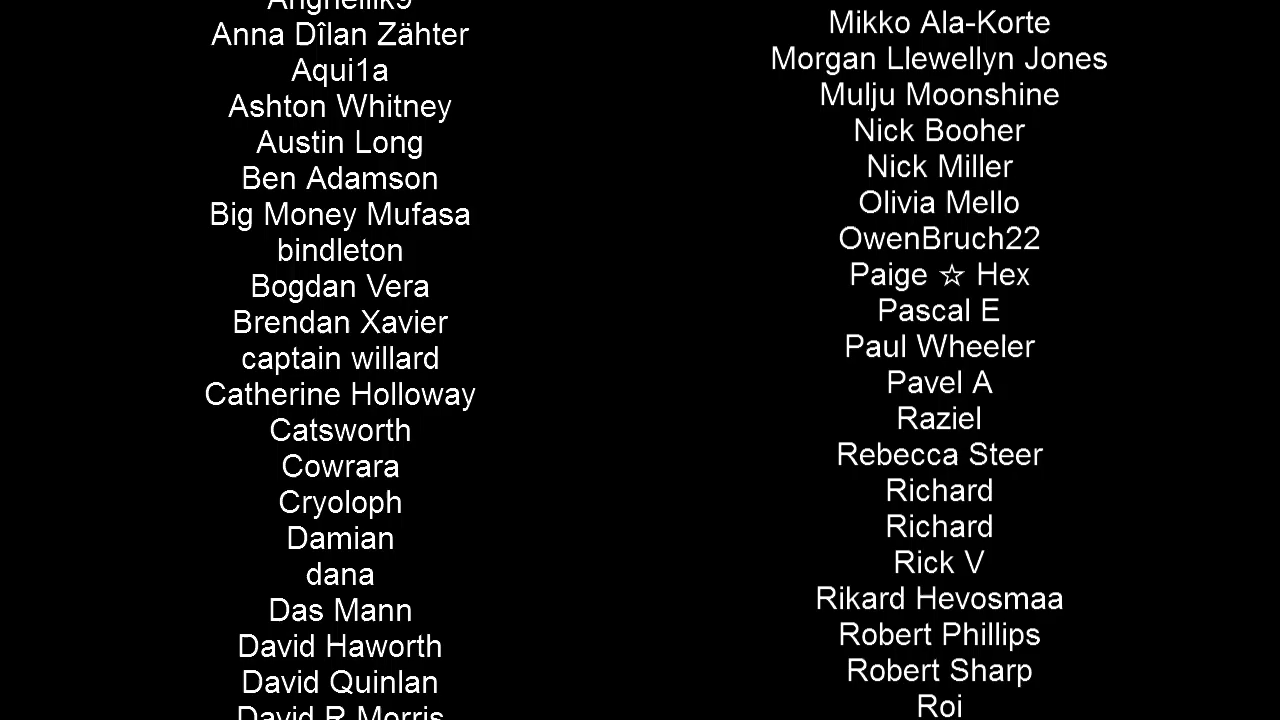 Anna Dîlan Zähter
Aqui1a
Ashton Whitney
Austin Long
Ben Adamson
Big Money Mufasa
bindleton
Bogdan Vera
Brendan Xavier
captain willard
Catherine Holloway
Catsworth
Cowrara
Cryoloph
Damian
dana
Das Mann
David Haworth
David Quinlan
David R Morris
Mikko Ala-Korte
Morgan Llewellyn Jones
Mulju Moonshine
Nick Booher
Nick Miller
Olivia Mello
OwenBruch22
Paige ☆ Hex
Pascal E
Paul Wheeler
Pavel A
Raziel
Rebecca Steer
Richard
Richard
Rick V
Rikard Hevosmaa
Robert Phillips
Robert Sharp
Roi